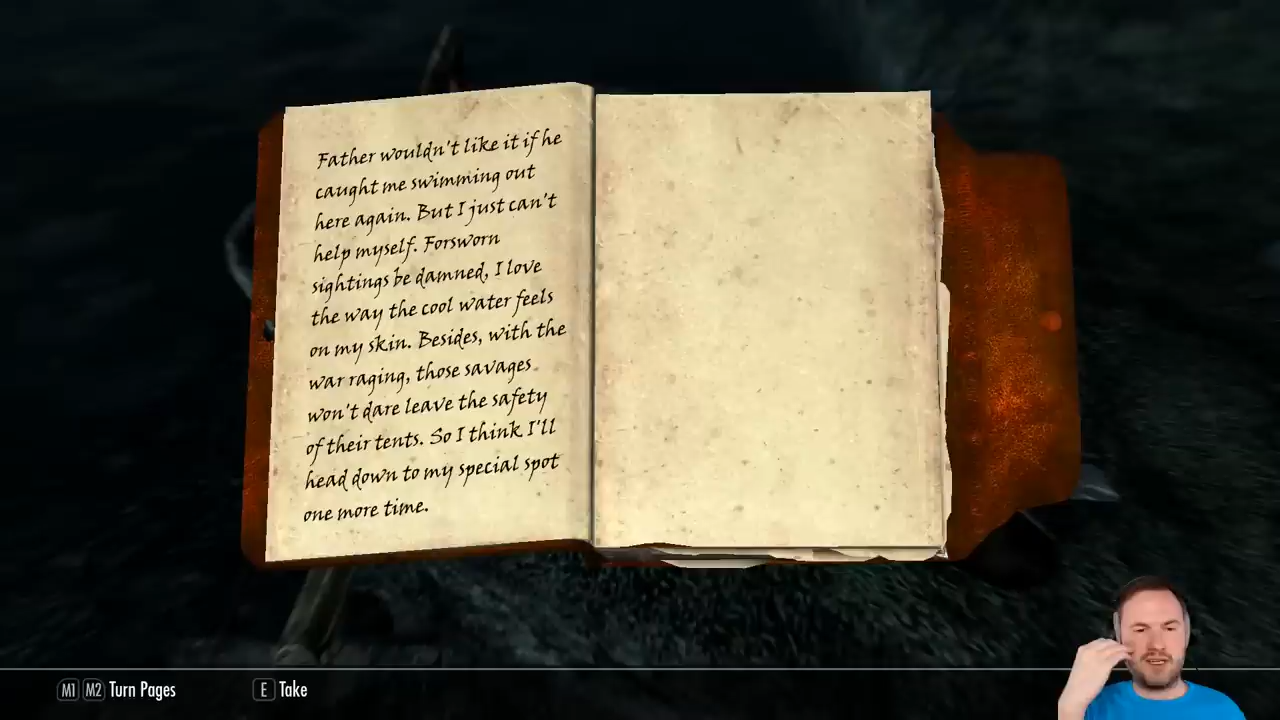 Father wouldn't like it if he
caught me swimming out
here again. But I just can't
help myself. Forsworn
sightings be damned, I love
the way the cool water feels
on my skin. Besides, with the
war raging, those savages
won't dare leave the safety
of their tents. So I think I'll
head down to my special spot
one more time.
M1 M2 Turn Pages
E Take